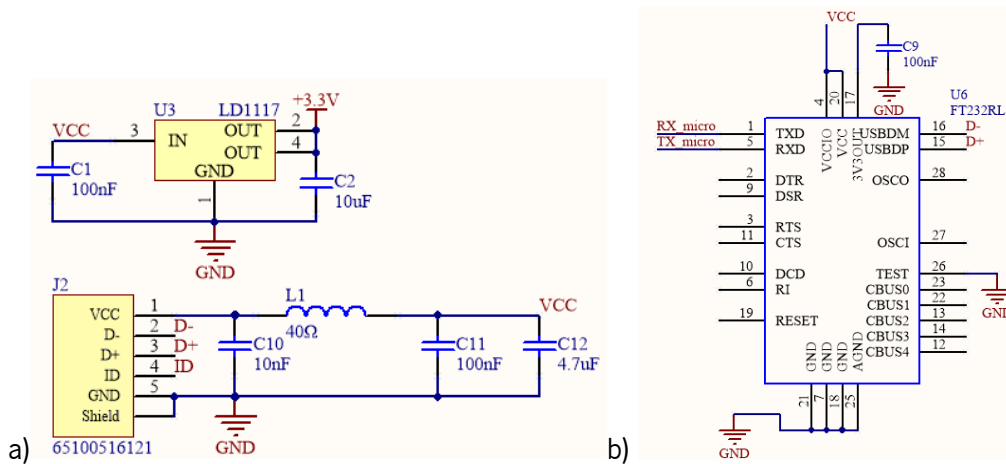 U3
LD1117
+3.3V
VCC
3
IN
OUT
2
OUT
4
GND
1
C1
100nF
C2
10uF
GND
J2
VCC
1
D-
2
D-
D+
3
D+
ID
4
ID
GND
5
Shield
65100516121
L1
40Ω
VCC
C10
10nF
C11
100nF
C12
4.7uF
GND
a)
VCC
C9
100nF
GND
U6
FT232RL
4
20
17
VCCIO
VCC
3V3OUT
RX_micro
1
TXD
TX_micro
5
RXD
2
DTR
9
DSR
3
RTS
11
CTS
10
DCD
6
RI
19
RESET
USBDM
16
D-
USBDP
15
D+
OSCO
28
OSCI
27
TEST
26
GND
CBUS0
23
CBUS1
22
CBUS2
13
CBUS3
14
CBUS4
12
GND
GND
GND
AGND
21
7
18
25
GND
b)